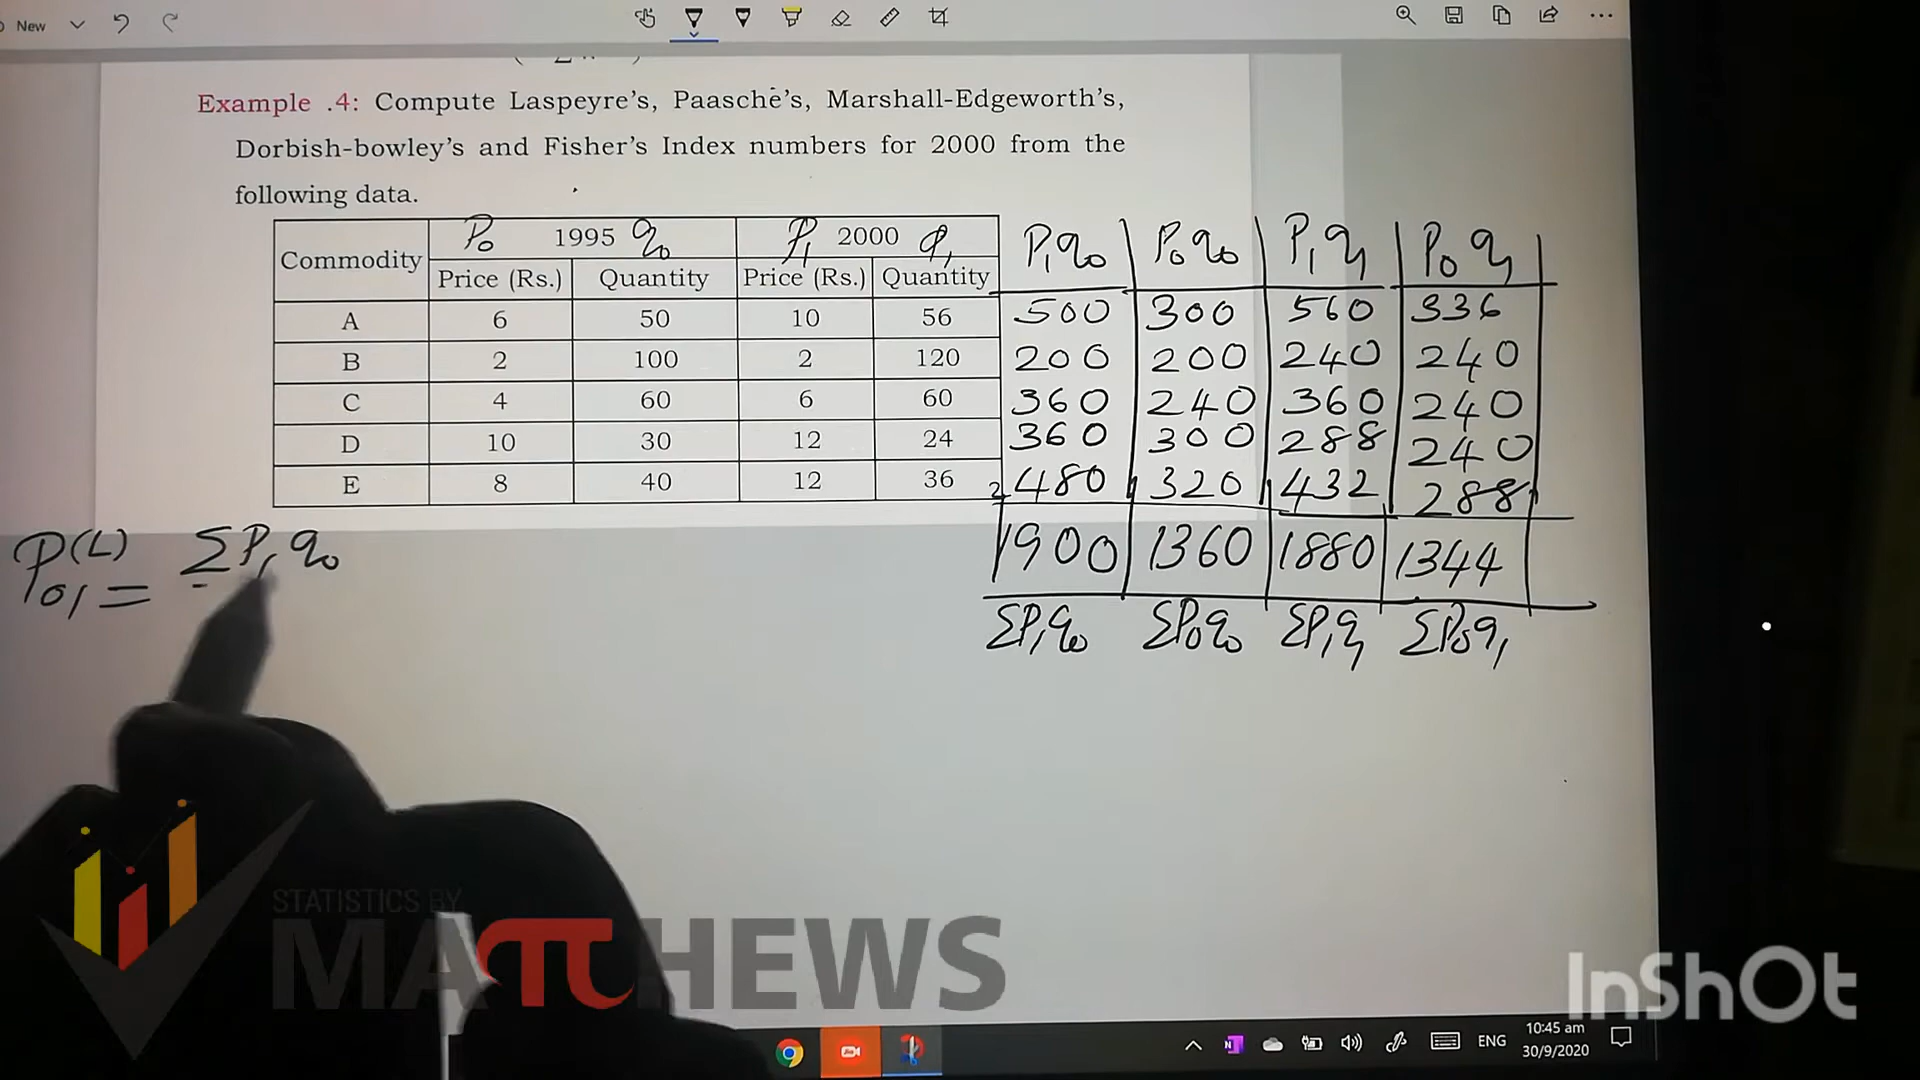 New
Example .4: Compute Laspeyre's, Paasche's, Marshall-Edgeworth's,
Dorbish-bowley's and Fisher's Index numbers for 2000 from the
following data.
Commodity P₀ 1995 q₀ P₁ 2000 q₁ P₁q₀ P₀q₀ P₁q₁ P₀q₁
Price (Rs.) Quantity Price (Rs.) Quantity
A 6 50 10 56 500 300 560 336
B 2 100 2 120 200 200 240 240
C 4 60 6 60 360 240 360 240
D 10 30 12 24 360 300 288 240
E 8 40 12 36 480 320 432 288
1900 1360 1880 1344
ΣP₁q₀ ΣP₀q₀ ΣP₁q₁ ΣP₀q₁
P₀₁(L) = ΣP₁q₀
STATISTICS BY
MATTHEWS
InShOt
ENG
10:45 am
30/9/2020